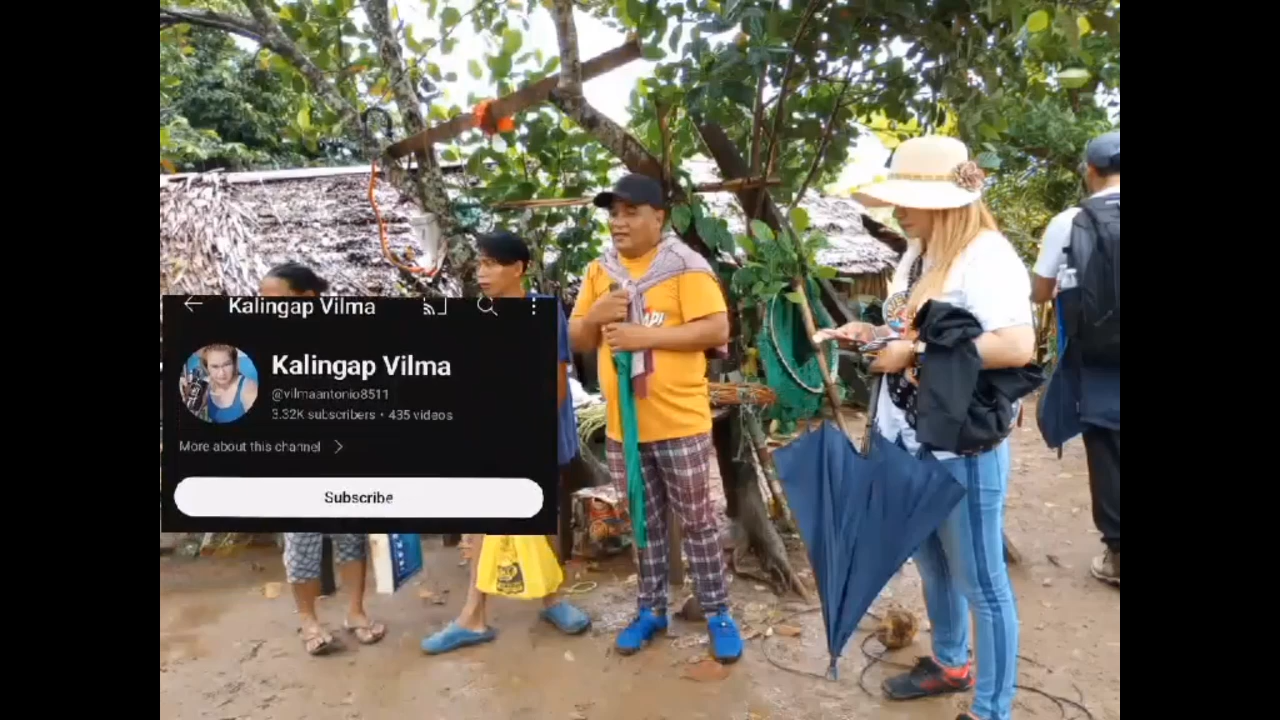 Kalingap Vilma
Kalingap Vilma
@vilmaantonio8511
3.32K subscribers • 435 videos
More about this channel
Subscribe